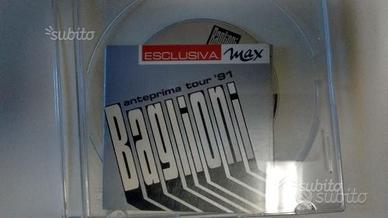 subito
ESCLUSIVA max
anteprima tour '91
Baglioni
subito
subito